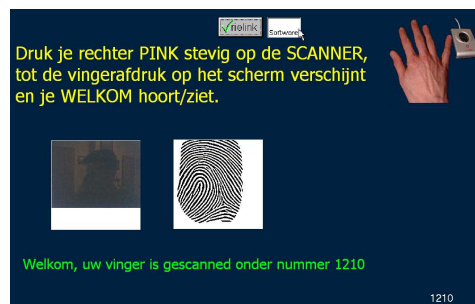 Vrielink
Software
Druk je rechter PINK stevig op de SCANNER,
tot de vingerafdruk op het scherm verschijnt
en je WELKOM hoort/ziet.
Welkom, uw vinger is gescanned onder nummer 1210
1210